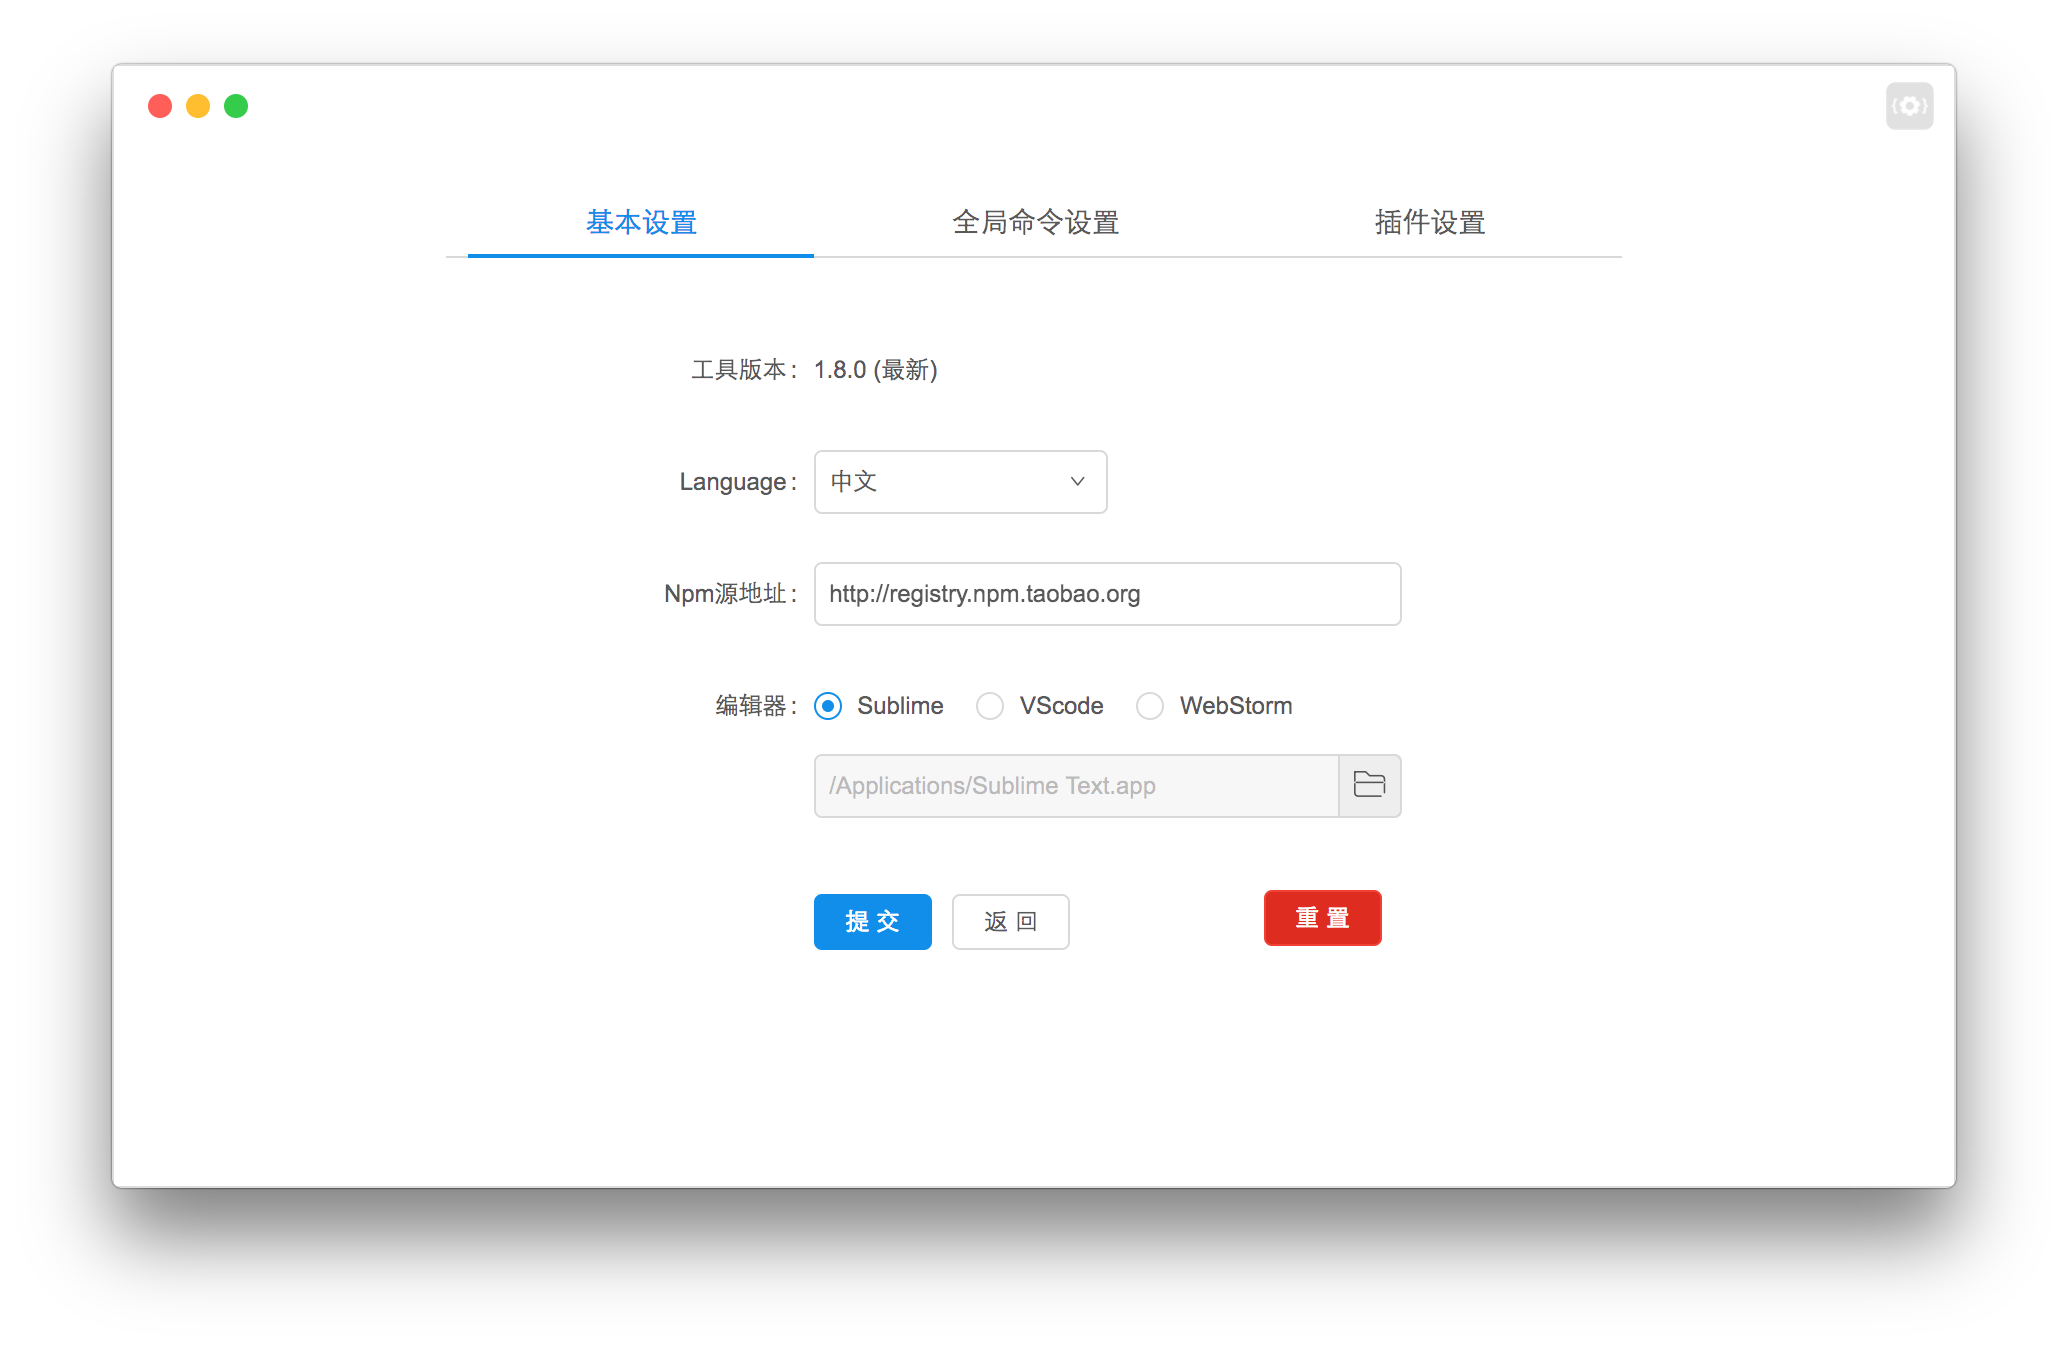 基本设置 全局命令设置 插件设置
工具版本: 1.8.0 (最新)
Language: 中文
Npm源地址: http://registry.npm.taobao.org
编辑器: Sublime VScode WebStorm
/Applications/Sublime Text.app
提 交 返 回 重 置